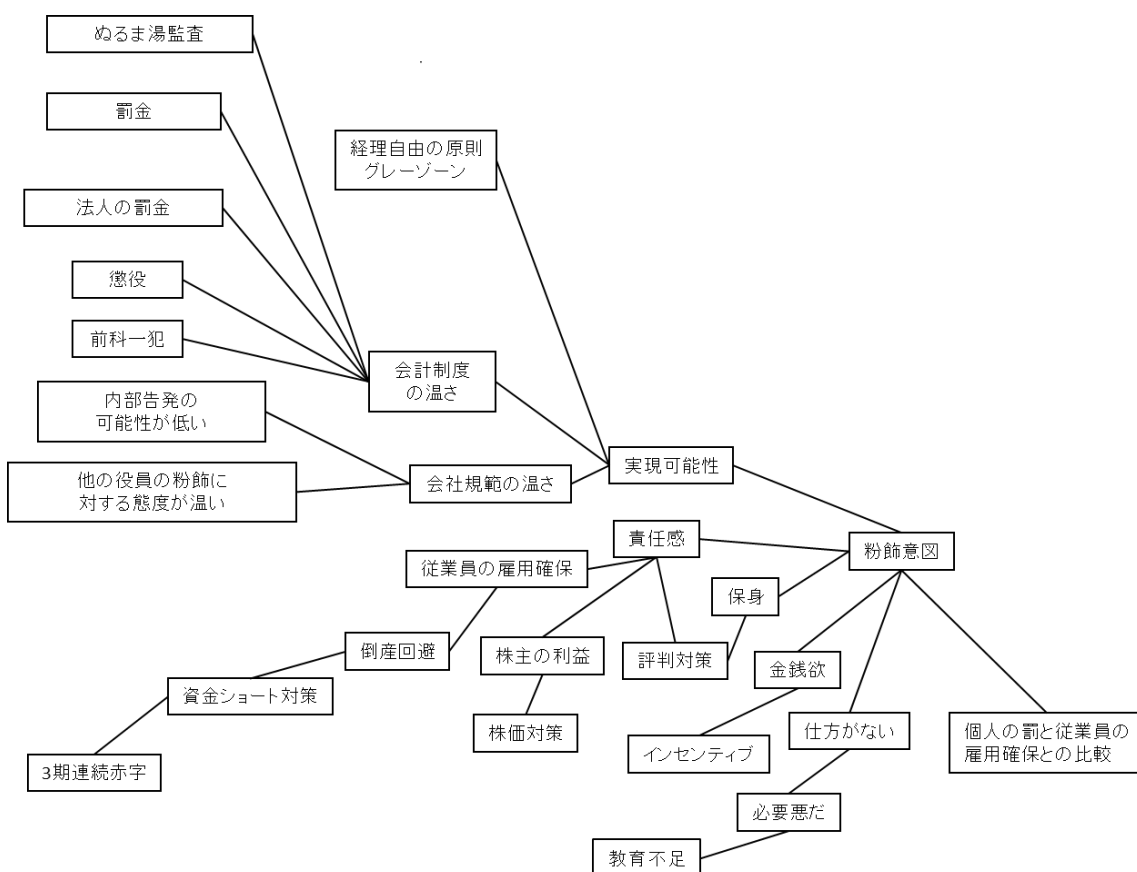 ぬるま湯監査
罰金
経理自由の原則
グレーゾーン
法人の罰金
懲役
前科一犯
会計制度
の温さ
内部告発の
可能性が低い
実現可能性
他の役員の粉飾に
対する態度が温い
会社規範の温さ
責任感
粉飾意図
従業員の雇用確保
保身
倒産回避
株主の利益
評判対策
金銭欲
資金ショート対策
株価対策
仕方がない
個人の罰と従業員の
雇用確保との比較
インセンティブ
3期連続赤字
必要悪だ
教育不足